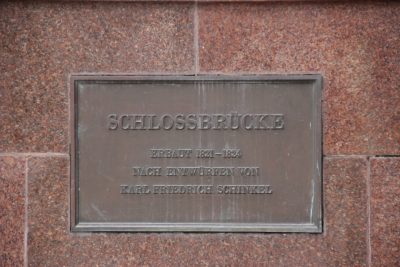 SCHLOSSBRÜCKE
ERBAUT 1821–1824
NACH ENTWÜRFEN VON
KARL FRIEDRICH SCHINKEL